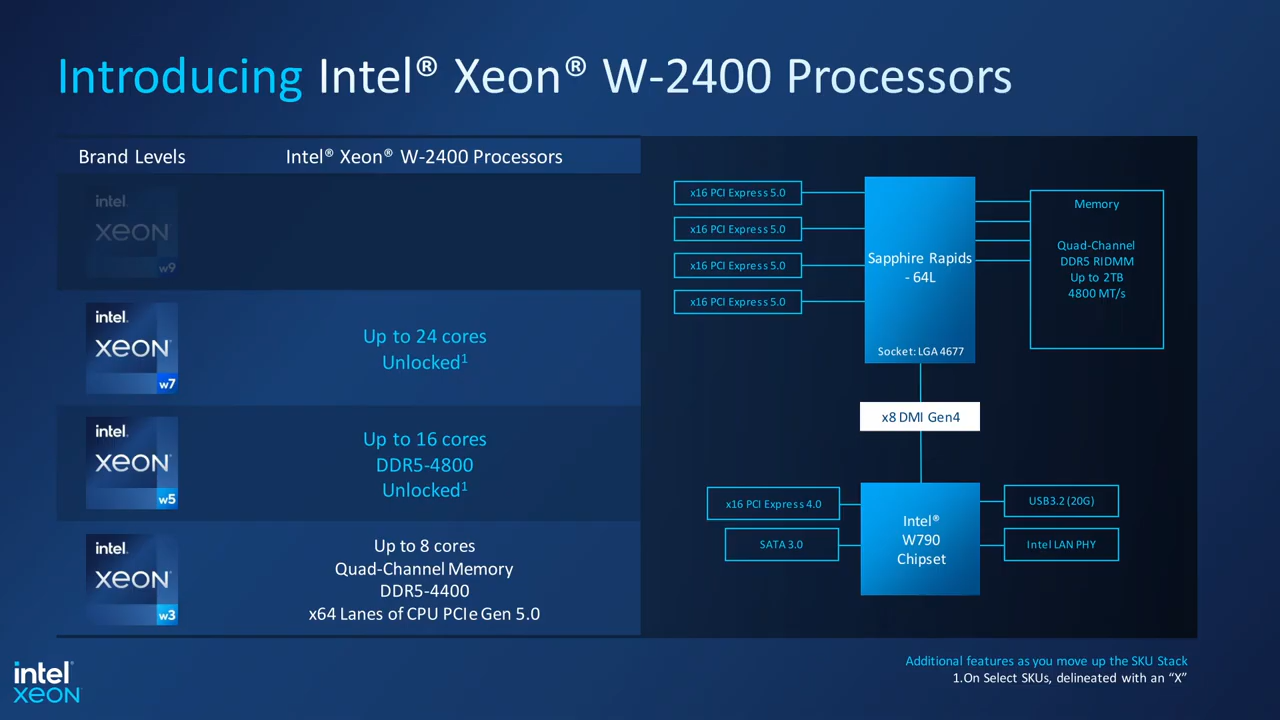 Introducing Intel® Xeon® W-2400 Processors
Brand Levels
Intel® Xeon® W-2400 Processors
intel.
xeon
w9
intel.
xeon
w7
Up to 24 cores
Unlocked¹
intel.
xeon
w5
Up to 16 cores
DDR5-4800
Unlocked¹
intel.
xeon
w3
Up to 8 cores
Quad-Channel Memory
DDR5-4400
x64 Lanes of CPU PCIe Gen 5.0
x16 PCI Express 5.0
x16 PCI Express 5.0
x16 PCI Express 5.0
x16 PCI Express 5.0
Sapphire Rapids
- 64L
Socket: LGA 4677
Memory
Quad-Channel
DDR5 RIDMM
Up to 2TB
4800 MT/s
x8 DMI Gen4
x16 PCI Express 4.0
SATA 3.0
Intel®
W790
Chipset
USB3.2 (20G)
Intel LAN PHY
intel
xeon
Additional features as you move up the SKU Stack
1.On Select SKUs, delineated with an “X”